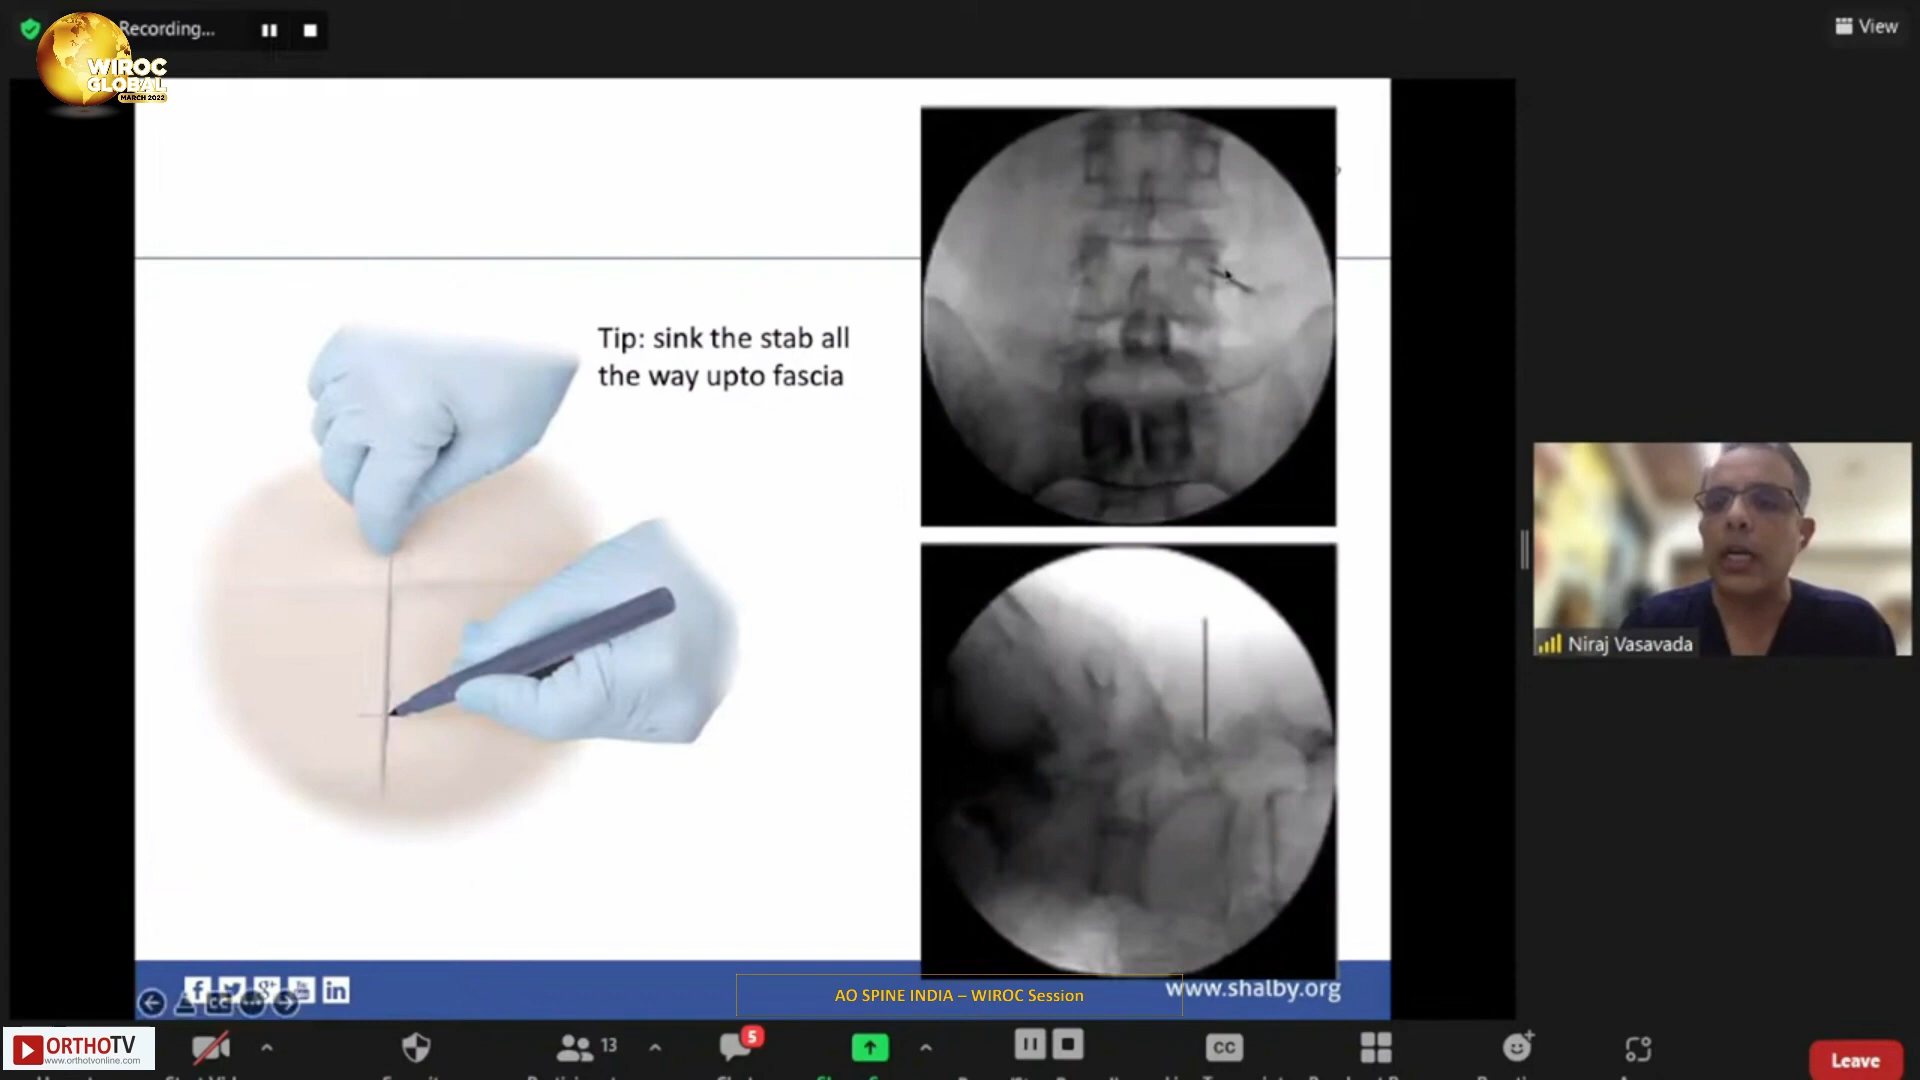 Recording...
View
WIROC
GLOBAL
MARCH 2022
Tip: sink the stab all
the way upto fascia
Niraj Vasavada
www.shalby.org
AO SPINE INDIA – WIROC Session
ORTHOTV
www.orthotvonline.com
13
5
CC
Leave